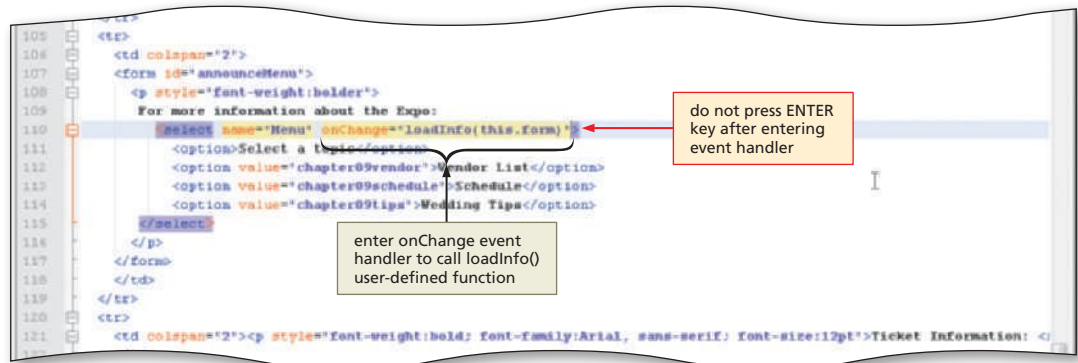 </tr>
105 <tr>
106 <td colspan="2">
107 <form id="announceMenu">
108 <p style="font-weight:bolder">
109 For more information about the Expo:
110 <select name="Menu" onChange="loadInfo(this.form)">
111 <option>Select a topic</option>
112 <option value="chapter09vendor">Vendor List</option>
113 <option value="chapter09schedule">Schedule</option>
114 <option value="chapter09tips">Wedding Tips</option>
115 </select>
116 </p>
117 </form>
118 </td>
119 </tr>
120 <tr>
121 <td colspan="2"><p style="font-weight:bold; font-family:Arial, sans-serif; font-size:12pt">Ticket Information:
do not press ENTER
key after entering
event handler
enter onChange event
handler to call loadInfo()
user-defined function